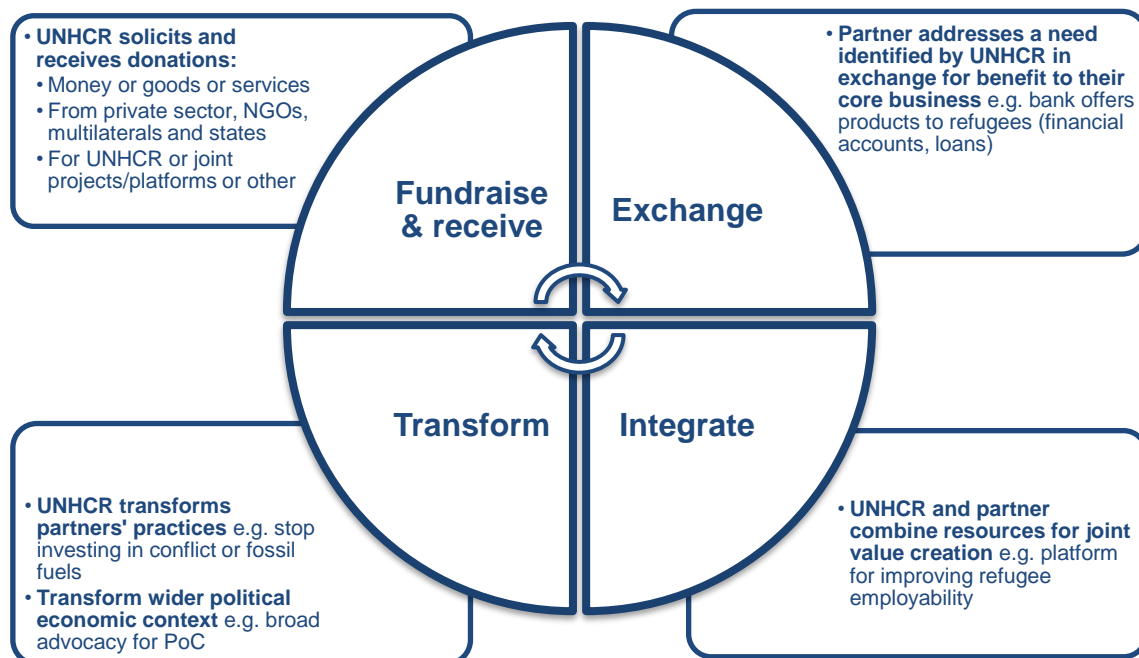 • UNHCR solicits and
receives donations:
• Money or goods or services
• From private sector, NGOs,
multilaterals and states
• For UNHCR or joint
projects/platforms or other
• Partner addresses a need
identified by UNHCR in
exchange for benefit to their
core business e.g. bank offers
products to refugees (financial
accounts, loans)
Fundraise
& receive
Exchange
Transform
Integrate
• UNHCR transforms
partners' practices e.g. stop
investing in conflict or fossil
fuels
• Transform wider political
economic context e.g. broad
advocacy for PoC
• UNHCR and partner
combine resources for joint
value creation e.g. platform
for improving refugee
employability